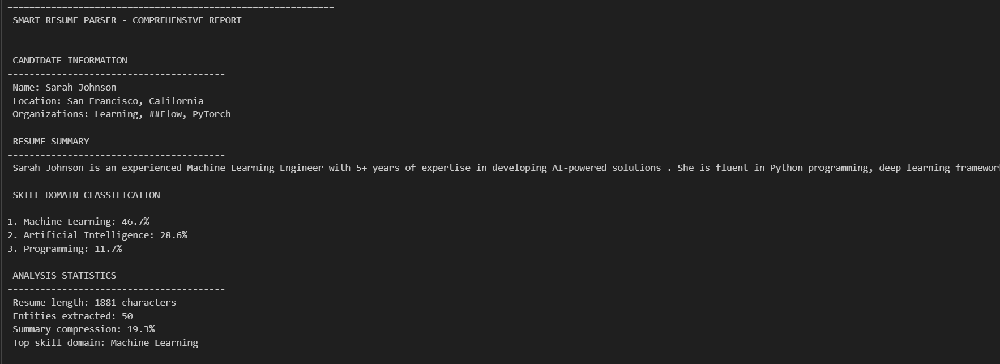 ============================================================
SMART RESUME PARSER - COMPREHENSIVE REPORT
============================================================
CANDIDATE INFORMATION
----------------------------------------
Name: Sarah Johnson
Location: San Francisco, California
Organizations: Learning, ##Flow, PyTorch
RESUME SUMMARY
----------------------------------------
Sarah Johnson is an experienced Machine Learning Engineer with 5+ years of expertise in developing AI-powered solutions . She is fluent in Python programming, deep learning
SKILL DOMAIN CLASSIFICATION
----------------------------------------
1. Machine Learning: 46.7%
2. Artificial Intelligence: 28.6%
3. Programming: 11.7%
ANALYSIS STATISTICS
----------------------------------------
Resume length: 1881 characters
Entities extracted: 50
Summary compression: 19.3%
Top skill domain: Machine Learning